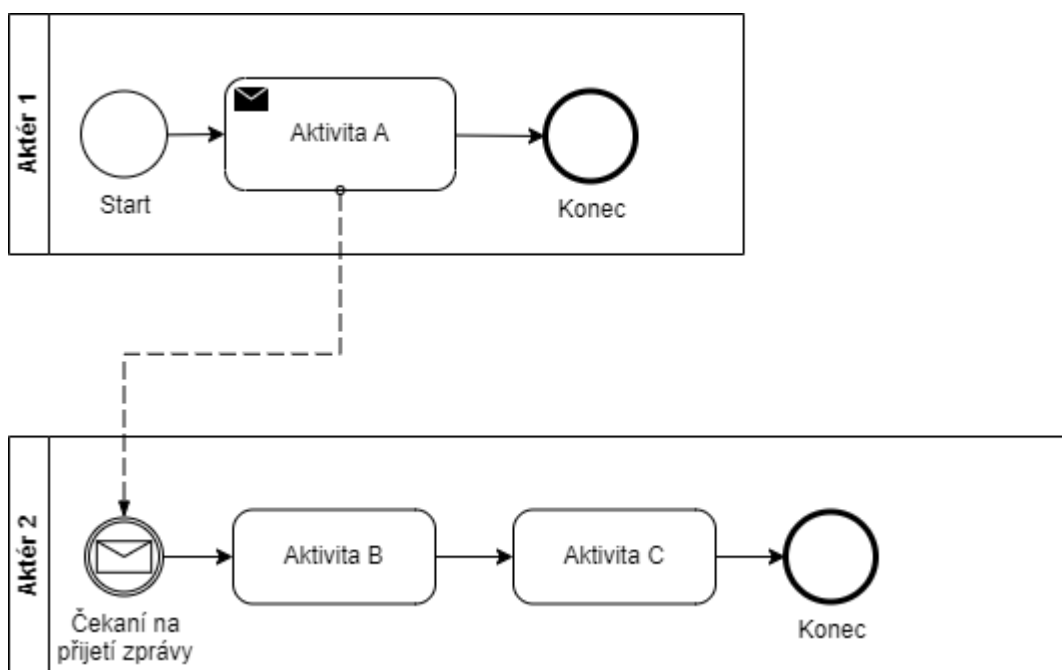 Aktér 1
Aktivita A
Start
Konec
Aktér 2
Aktivita B
Aktivita C
Čekaní na
přijetí zprávy
Konec